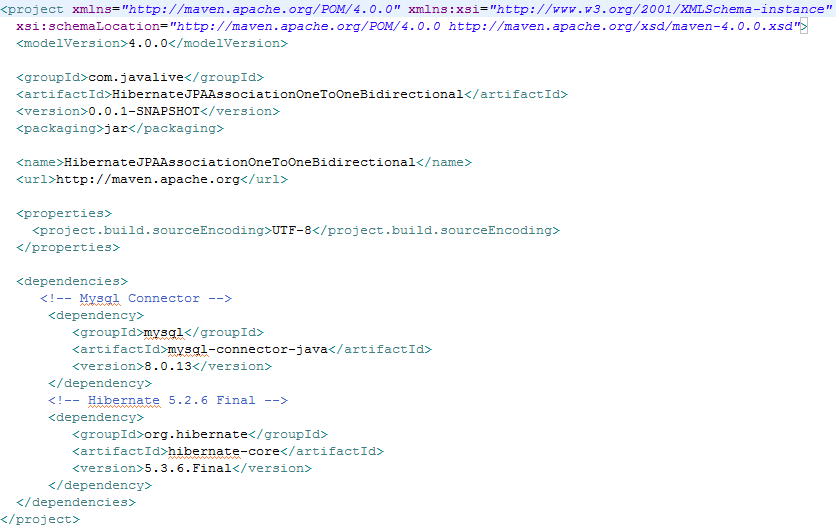 <project xmlns="http://maven.apache.org/POM/4.0.0" xmlns:xsi="http://www.w3.org/2001/XMLSchema-instance"
xsi:schemaLocation="http://maven.apache.org/POM/4.0.0 http://maven.apache.org/xsd/maven-4.0.0.xsd">
<modelVersion>4.0.0</modelVersion>
<groupId>com.javalive</groupId>
<artifactId>HibernateJPAAssociationOneToOneBidirectional</artifactId>
<version>0.0.1-SNAPSHOT</version>
<packaging>jar</packaging>
<name>HibernateJPAAssociationOneToOneBidirectional</name>
<url>http://maven.apache.org</url>
<properties>
<project.build.sourceEncoding>UTF-8</project.build.sourceEncoding>
</properties>
<dependencies>
<!-- Mysql Connector -->
<dependency>
<groupId>mysql</groupId>
<artifactId>mysql-connector-java</artifactId>
<version>8.0.13</version>
</dependency>
<!-- Hibernate 5.2.6 Final -->
<dependency>
<groupId>org.hibernate</groupId>
<artifactId>hibernate-core</artifactId>
<version>5.3.6.Final</version>
</dependency>
</dependencies>
</project>